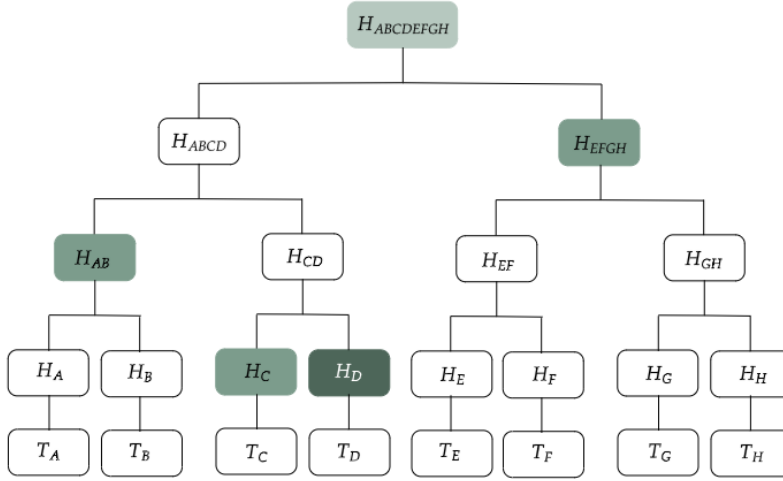 H_ABCDEFGH
H_ABCD H_EFGH
H_AB H_CD H_EF H_GH
H_A H_B H_C H_D H_E H_F H_G H_H
T_A T_B T_C T_D T_E T_F T_G T_H